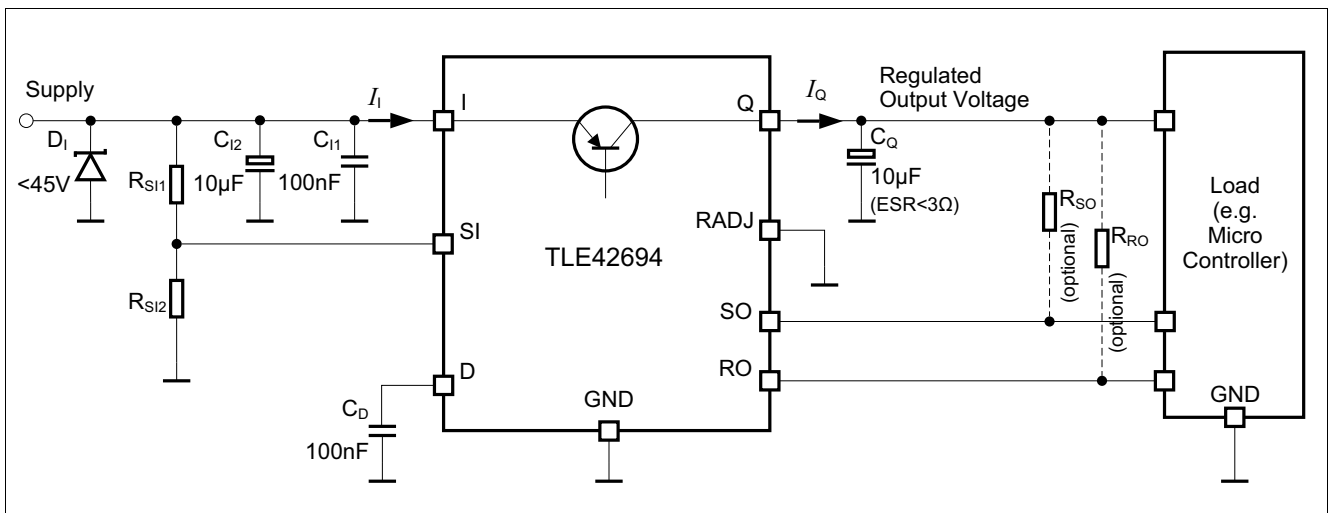 Supply
D_I
<45V
R_SI1
R_SI2
C_I2
10µF
C_I1
100nF
I_I
I
SI
D
C_D
100nF
TLE42694
GND
Q
RADJ
SO
RO
I_Q
C_Q
10µF
(ESR<3Ω)
Regulated
Output Voltage
R_SO
(optional)
R_RO
(optional)
Load
(e.g.
Micro
Controller)
GND